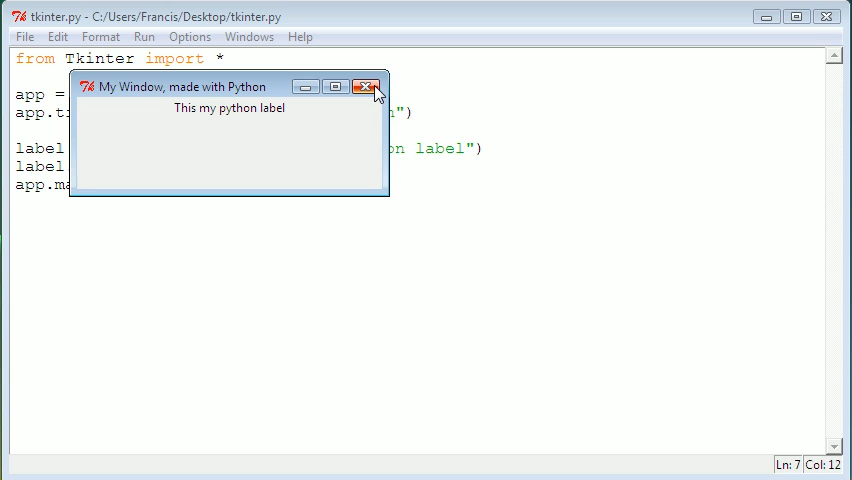 tkinter.py - C:/Users/Francis/Desktop/tkinter.py
File Edit Format Run Options Windows Help
from Tkinter import *
My Window, made with Python
This my python label
app =
app.t
")
label
on label")
label
app.ma
Ln: 7 Col: 12